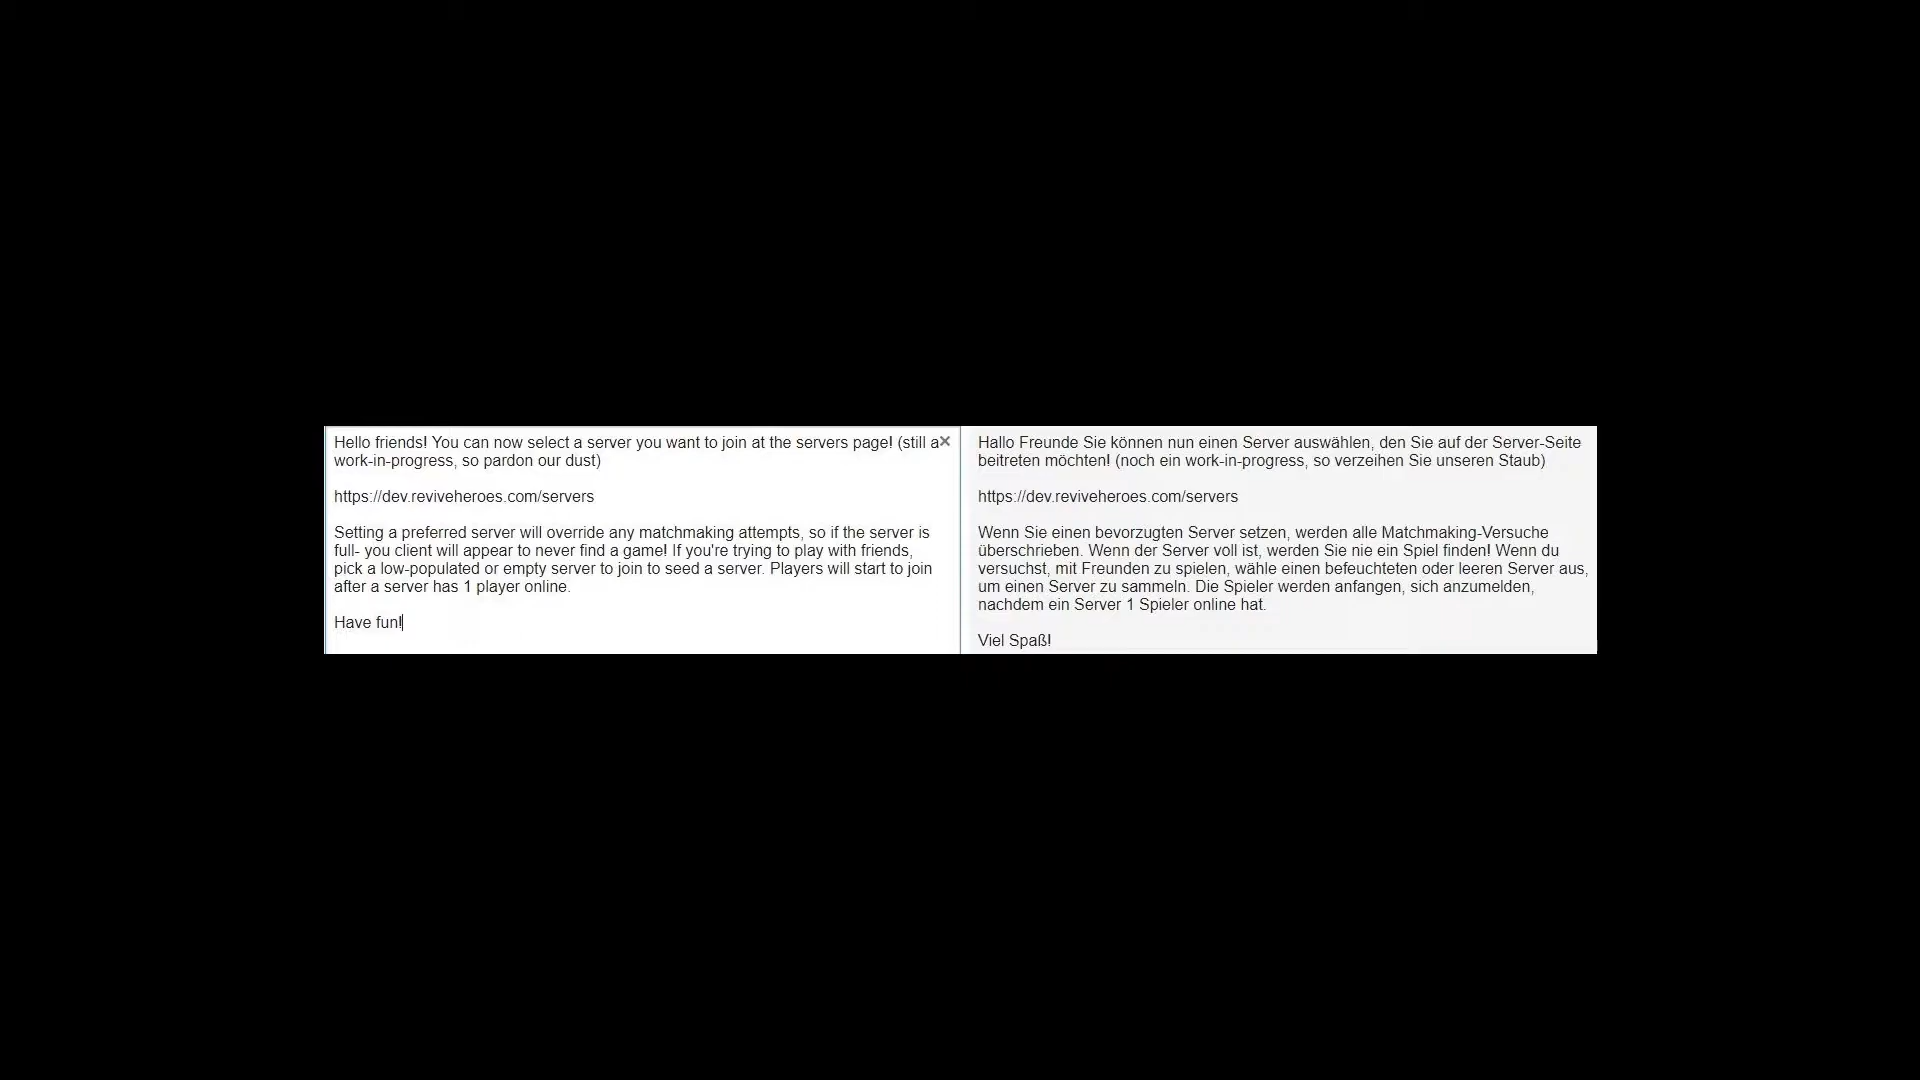 Hello friends! You can now select a server you want to join at the servers page! (still a
work-in-progress, so pardon our dust)
https://dev.reviveheroes.com/servers
Setting a preferred server will override any matchmaking attempts, so if the server is
full- you client will appear to never find a game! If you're trying to play with friends,
pick a low-populated or empty server to join to seed a server. Players will start to join
after a server has 1 player online.
Have fun!
Hallo Freunde Sie können nun einen Server auswählen, den Sie auf der Server-Seite
beitreten möchten! (noch ein work-in-progress, so verzeihen Sie unseren Staub)
https://dev.reviveheroes.com/servers
Wenn Sie einen bevorzugten Server setzen, werden alle Matchmaking-Versuche
überschrieben. Wenn der Server voll ist, werden Sie nie ein Spiel finden! Wenn du
versuchst, mit Freunden zu spielen, wähle einen befeuchteten oder leeren Server aus,
um einen Server zu sammeln. Die Spieler werden anfangen, sich anzumelden,
nachdem ein Server 1 Spieler online hat.
Viel Spaß!